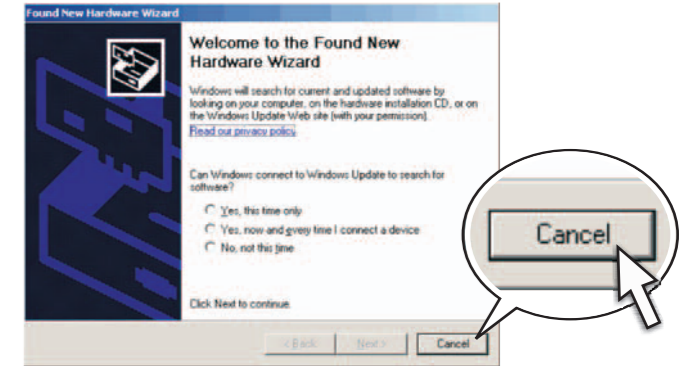 Found New Hardware Wizard
Welcome to the Found New
Hardware Wizard
Windows will search for current and updated software by
looking on your computer, on the hardware installation CD, or on
the Windows Update Web site (with your permission).
Read our privacy policy
Can Windows connect to Windows Update to search for
software?
Yes, this time only
Yes, now and every time I connect a device
No, not this time
Click Next to continue.
< Back
Next >
Cancel
Cancel